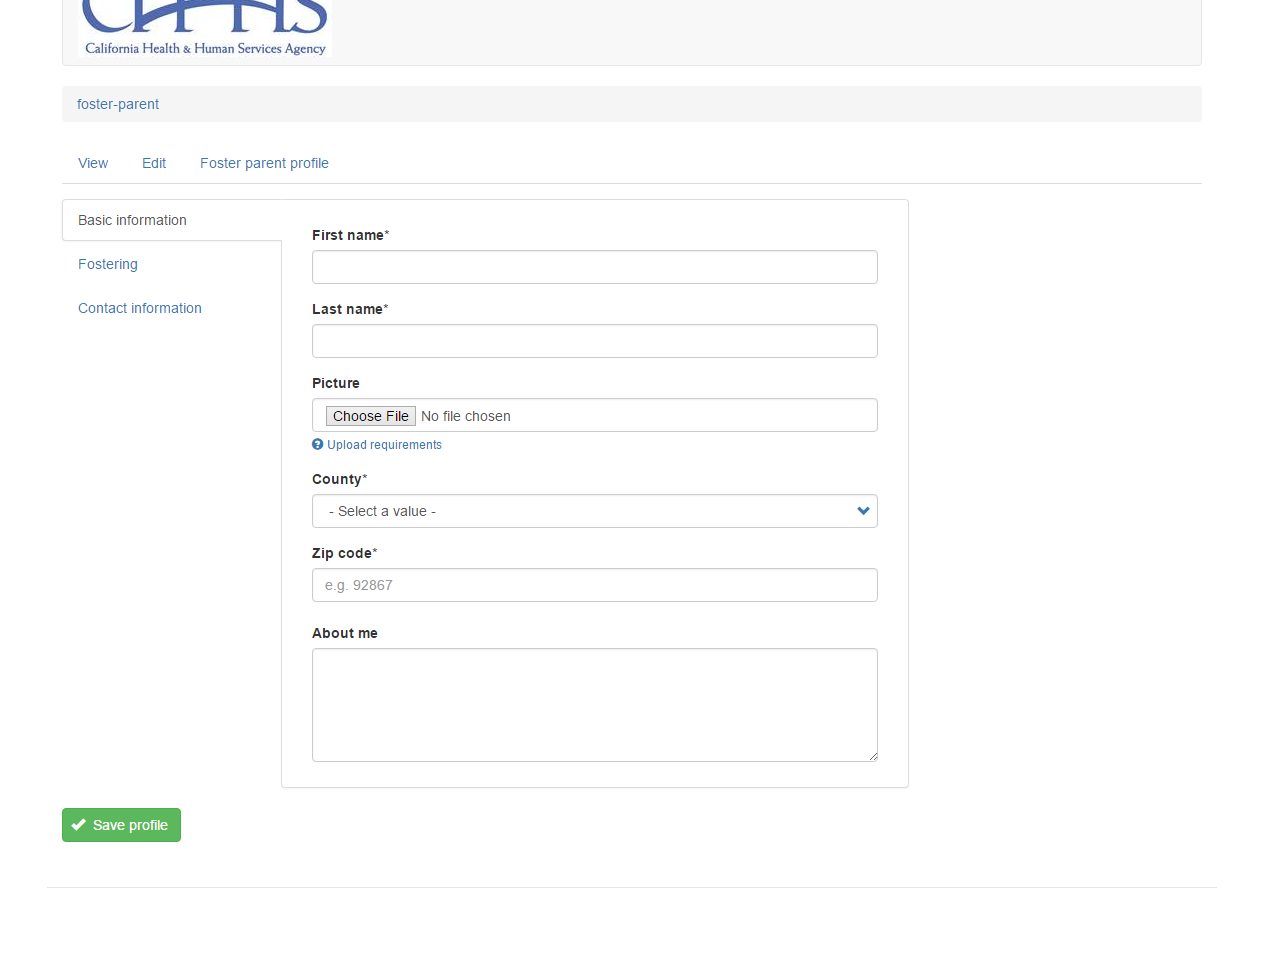 California Health & Human Services Agency
foster-parent
View Edit Foster parent profile
Basic information
Fostering
Contact information
First name*
Last name*
Picture
Choose File No file chosen
Upload requirements
County*
- Select a value -
Zip code*
e.g. 92867
About me
Save profile